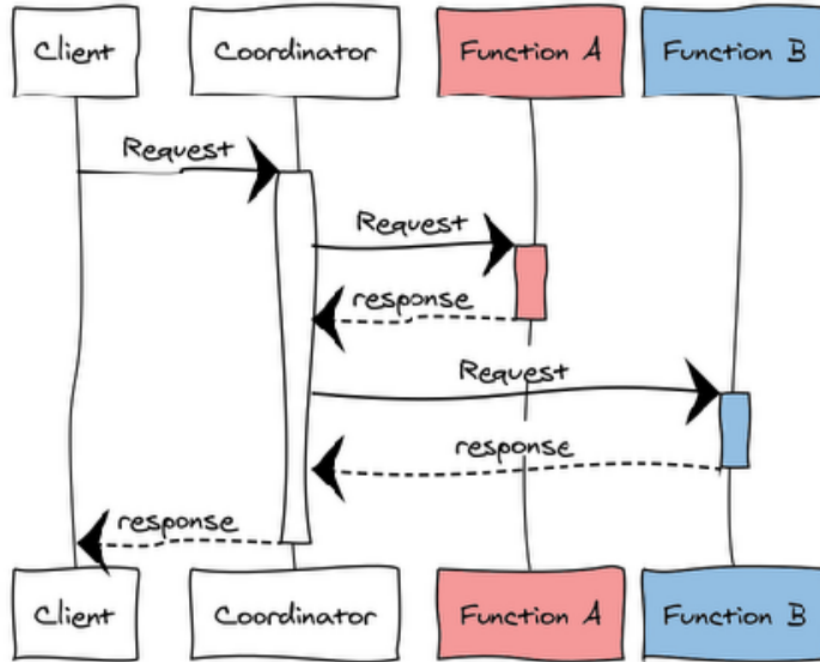 Client
Coordinator
Function A
Function B
Request
Request
response
Request
response
response
Client
Coordinator
Function A
Function B